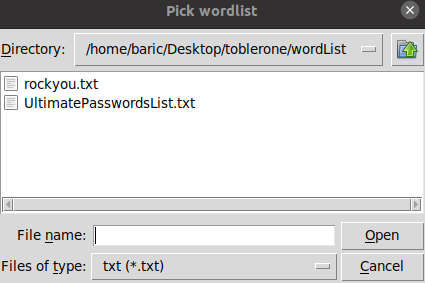 Pick wordlist
Directory: /home/baric/Desktop/toblerone/wordList
rockyou.txt
UltimatePasswordsList.txt
File name: Open
Files of type: txt (*.txt) Cancel